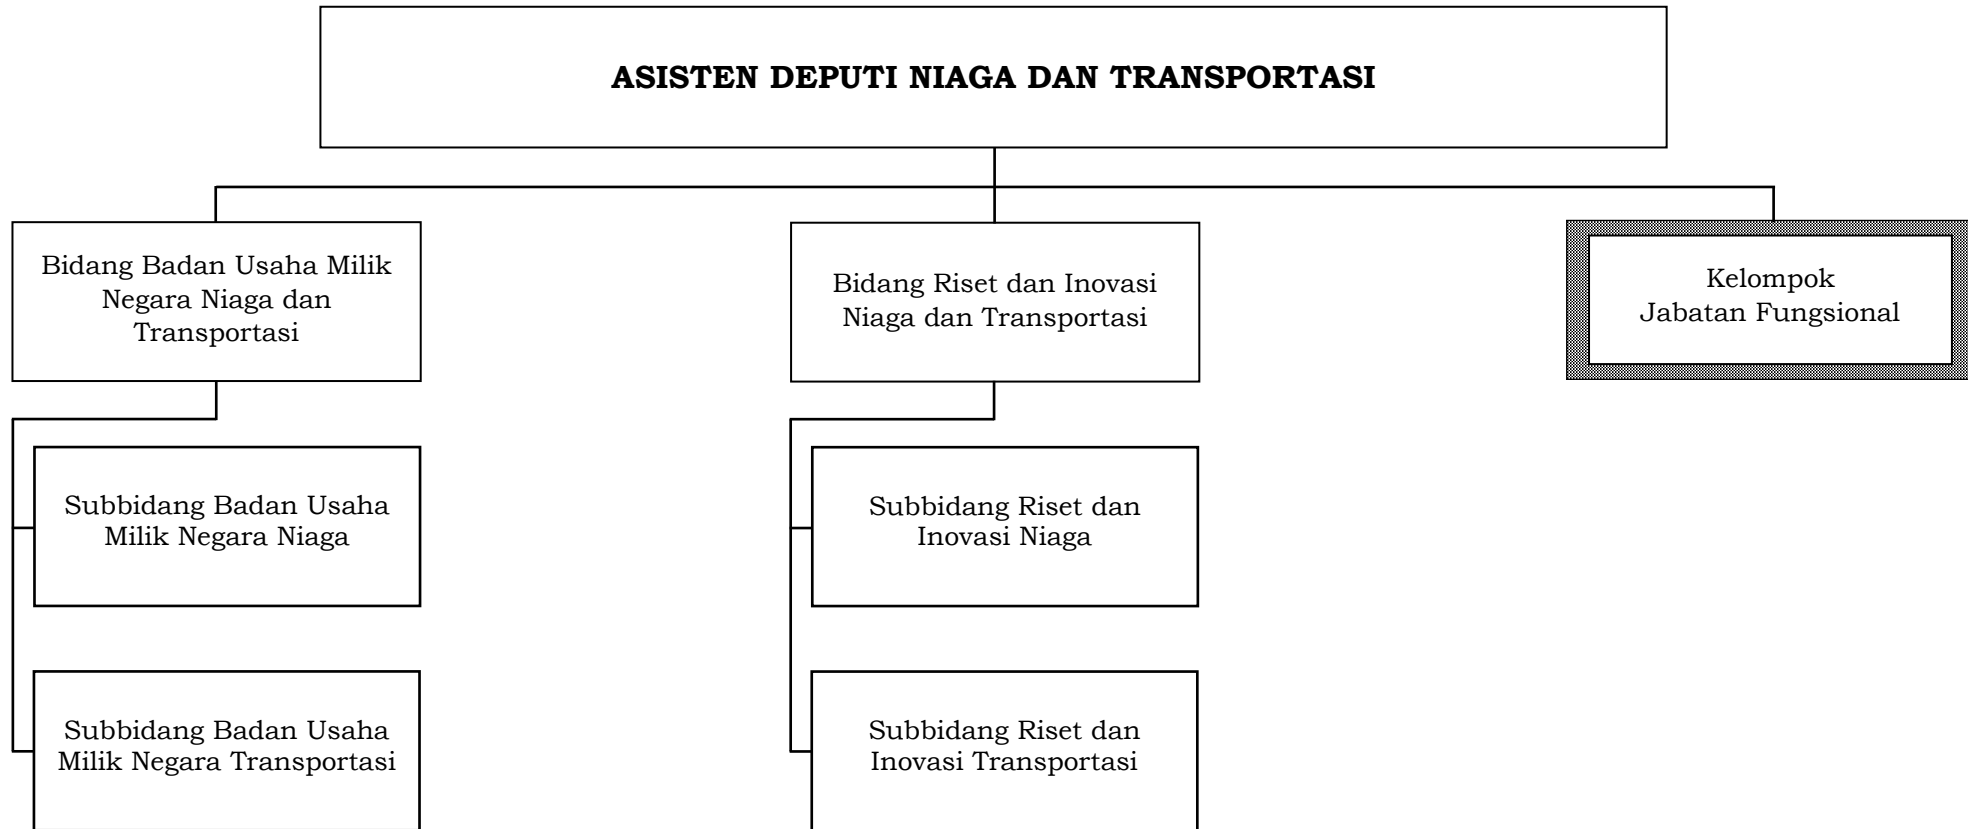 ASISTEN DEPUTI NIAGA DAN TRANSPORTASI
Bidang Badan Usaha Milik
Negara Niaga dan
Transportasi
Bidang Riset dan Inovasi
Niaga dan Transportasi
Kelompok
Jabatan Fungsional
Subbidang Badan Usaha
Milik Negara Niaga
Subbidang Riset dan
Inovasi Niaga
Subbidang Badan Usaha
Milik Negara Transportasi
Subbidang Riset dan
Inovasi Transportasi